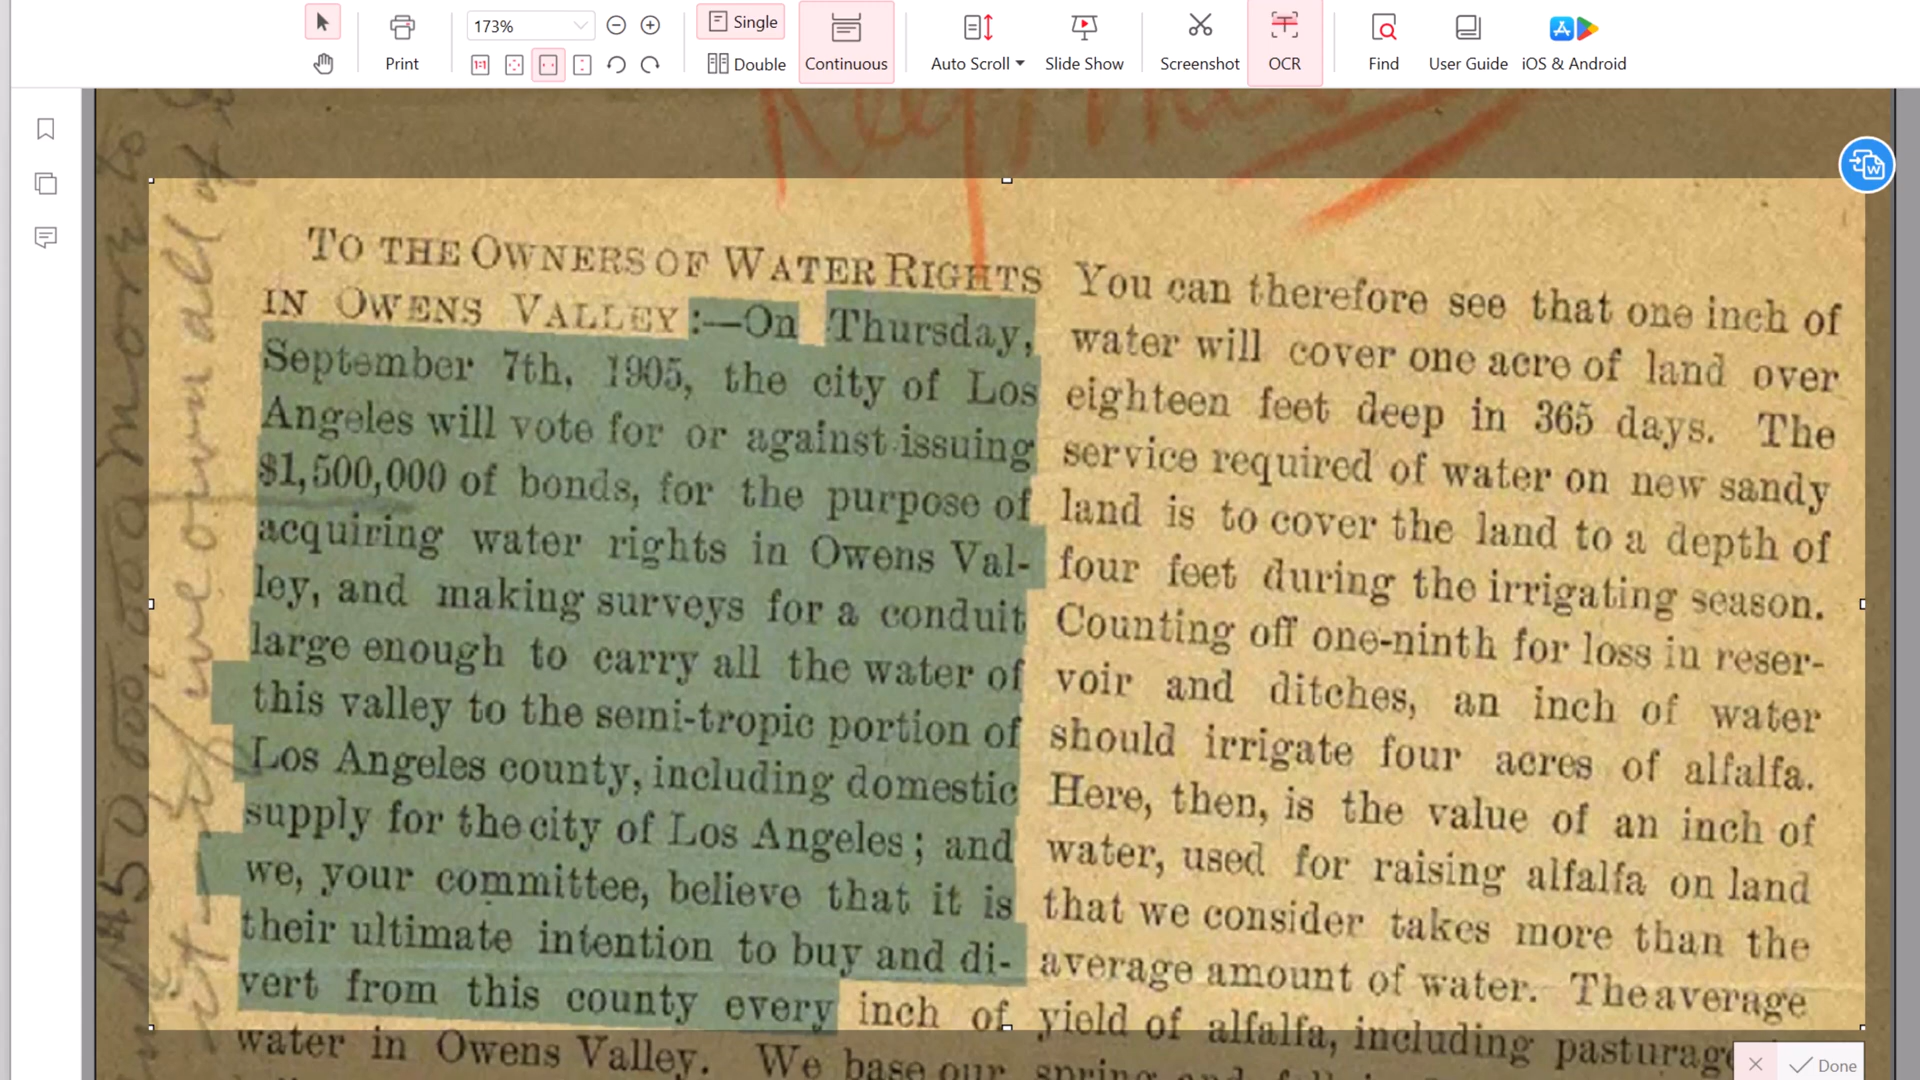 Print
173%
Single
Double
Continuous
Auto Scroll
Slide Show
Screenshot
OCR
Find
User Guide
iOS & Android
Keep This
TO THE OWNERS OF WATER RIGHTS
IN OWENS VALLEY:—On Thursday,
September 7th, 1905, the city of Los
Angeles will vote for or against issuing
$1,500,000 of bonds, for the purpose of
acquiring water rights in Owens Val-
ley, and making surveys for a conduit
large enough to carry all the water of
this valley to the semi-tropic portion of
Los Angeles county, including domestic
supply for the city of Los Angeles; and
we, your committee, believe that it is
their ultimate intention to buy and di-
vert from this county every inch of
water in Owens Valley. We base our
You can therefore see that one inch of
water will cover one acre of land over
eighteen feet deep in 365 days. The
service required of water on new sandy
land is to cover the land to a depth of
four feet during the irrigating season.
Counting off one-ninth for loss in reser-
voir and ditches, an inch of water
should irrigate four acres of alfalfa.
Here, then, is the value of an inch of
water, used for raising alfalfa on land
that we consider takes more than the
average amount of water. The average
yield of alfalfa, including pasturage
more to
we own all of
Done